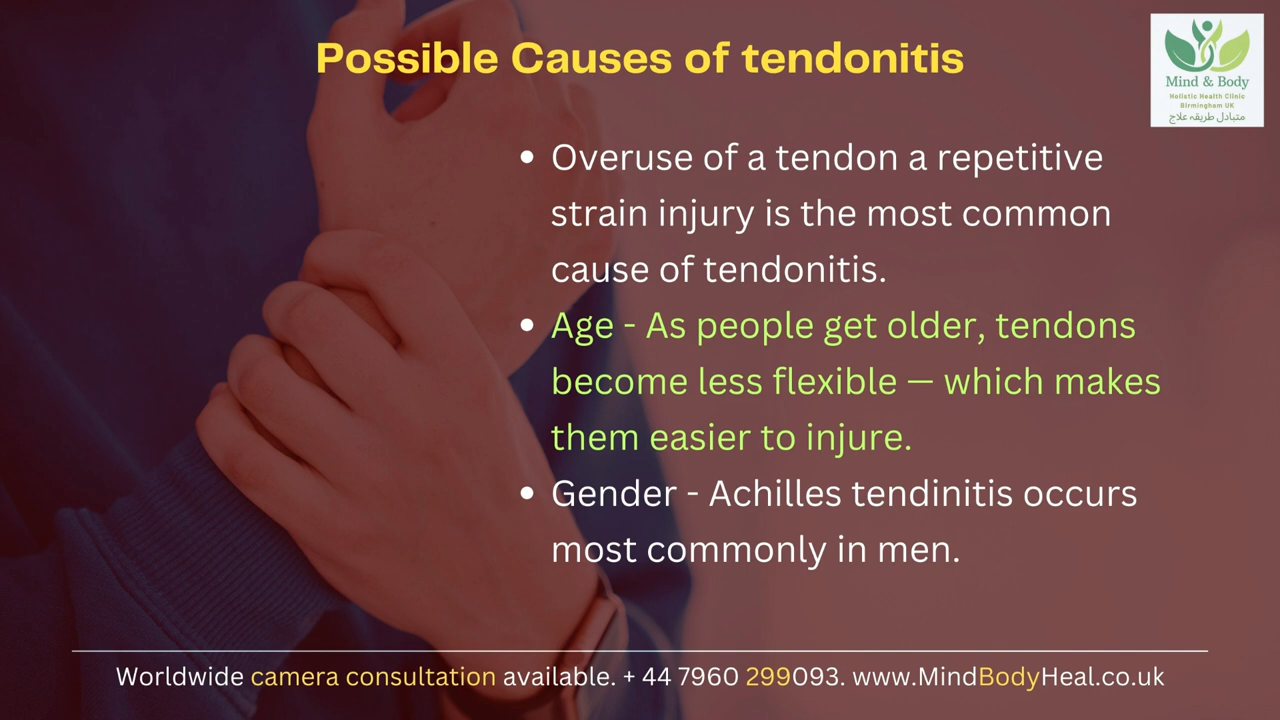 Possible Causes of tendonitis
Mind & Body
Holistic Health Clinic
Birmingham UK
متبادل طریقہ علاج
• Overuse of a tendon a repetitive
strain injury is the most common
cause of tendonitis.
• Age - As people get older, tendons
become less flexible — which makes
them easier to injure.
• Gender - Achilles tendinitis occurs
most commonly in men.
Worldwide camera consultation available. + 44 7960 299093. www.MindBodyHeal.co.uk